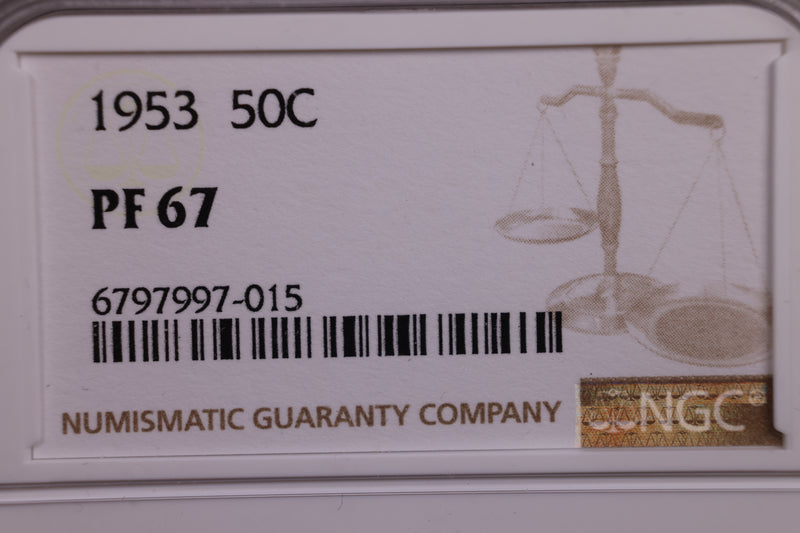 1953 50C
PF 67
6797997-015
NUMISMATIC GUARANTY COMPANY
NGC®